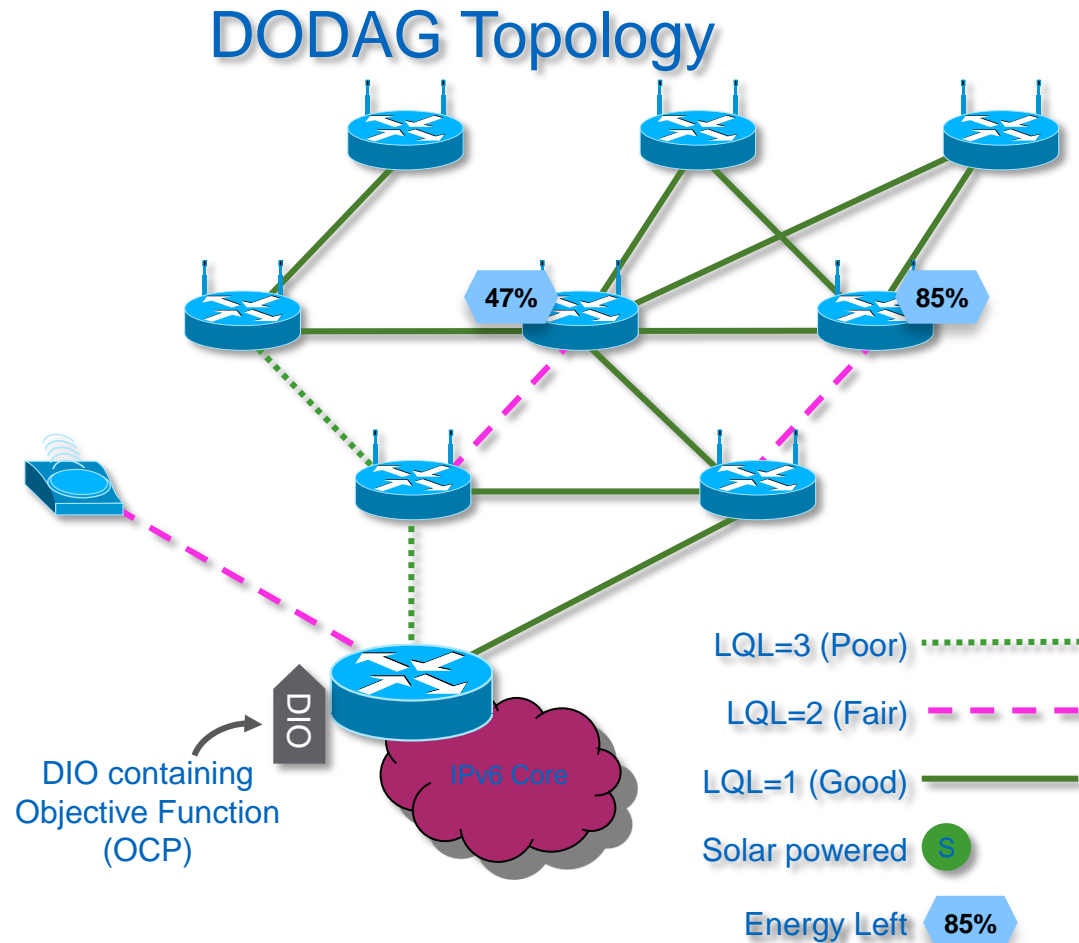 DODAG Topology
47%
85%
DIO
IPv6 Core
DIO containing
Objective Function
(OCP)
LQL=3 (Poor)
LQL=2 (Fair)
LQL=1 (Good)
Solar powered
S
Energy Left
85%